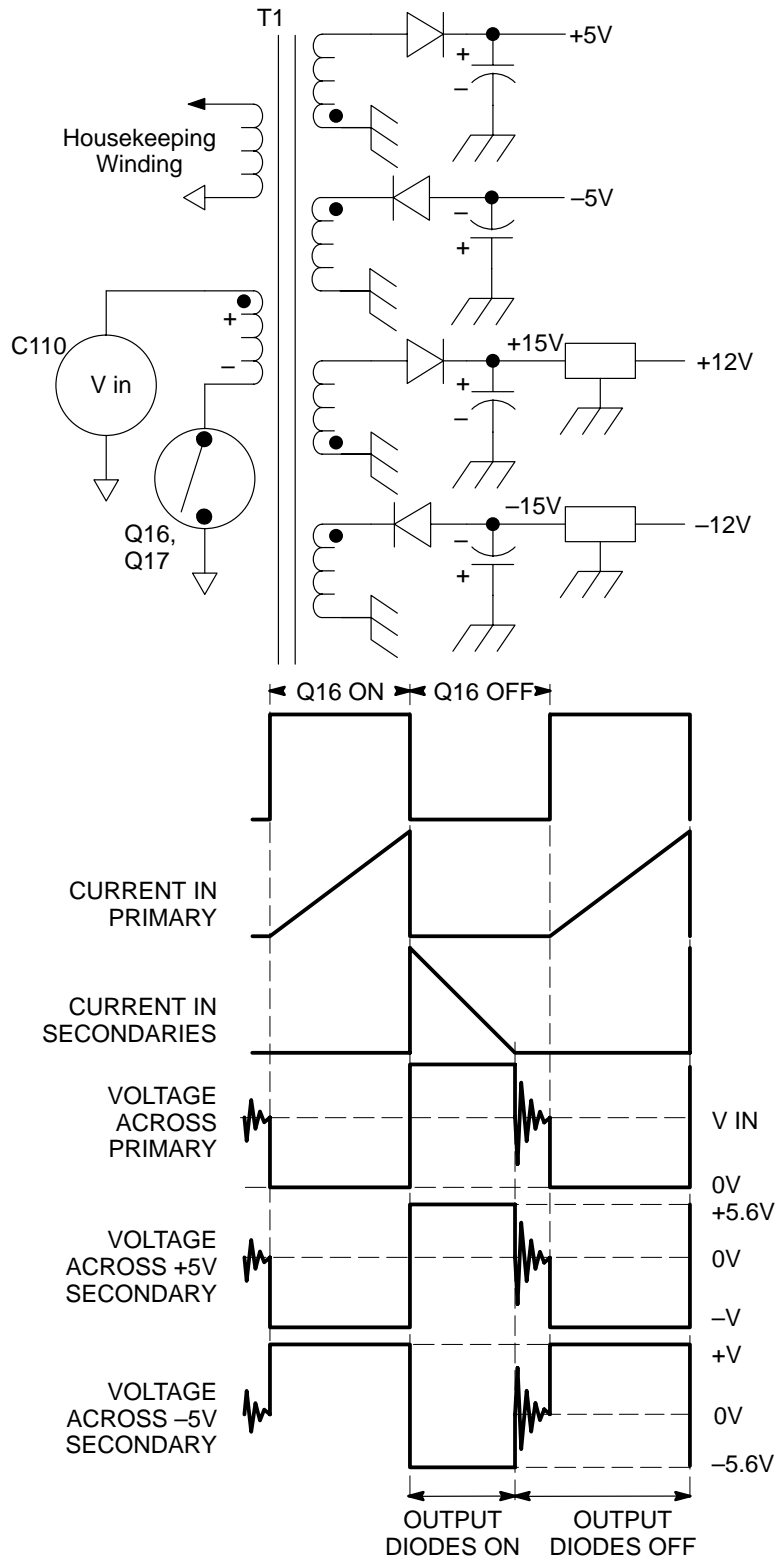 T1
+
–
+5V
Housekeeping
Winding
–
+
–5V
C110
V in
+
–
+
–
+15V
+12V
Q16,
Q17
–
+
–15V
–12V
Q16 ON
Q16 OFF
CURRENT IN
PRIMARY
CURRENT IN
SECONDARIES
VOLTAGE
ACROSS
PRIMARY
V IN
0V
VOLTAGE
ACROSS +5V
SECONDARY
+5.6V
0V
–V
VOLTAGE
ACROSS –5V
SECONDARY
+V
0V
–5.6V
OUTPUT
DIODES ON
OUTPUT
DIODES OFF